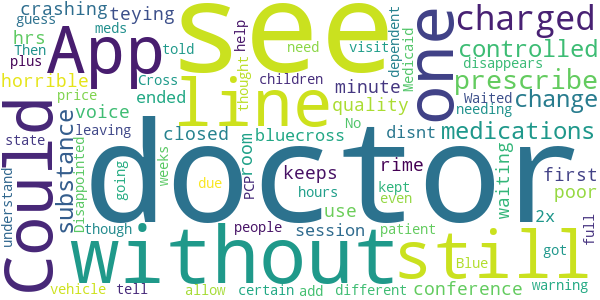 crashing teying see one charged
guess meds
hrs App controlled
Then told Cross help need visit dependent Medicaid disappears
plus
horrible line minute prescribe
children thought
price ended quality Waited change
voice No needing
Could substance Disappointed closed PCP room bluecross disnt medications
state leaving
doctor
understand going weeks due keeps rime waiting first
hours kept even use poor
though people session patient 2x
without still got full
tell Blue conference warning
vehicle allow certain add different